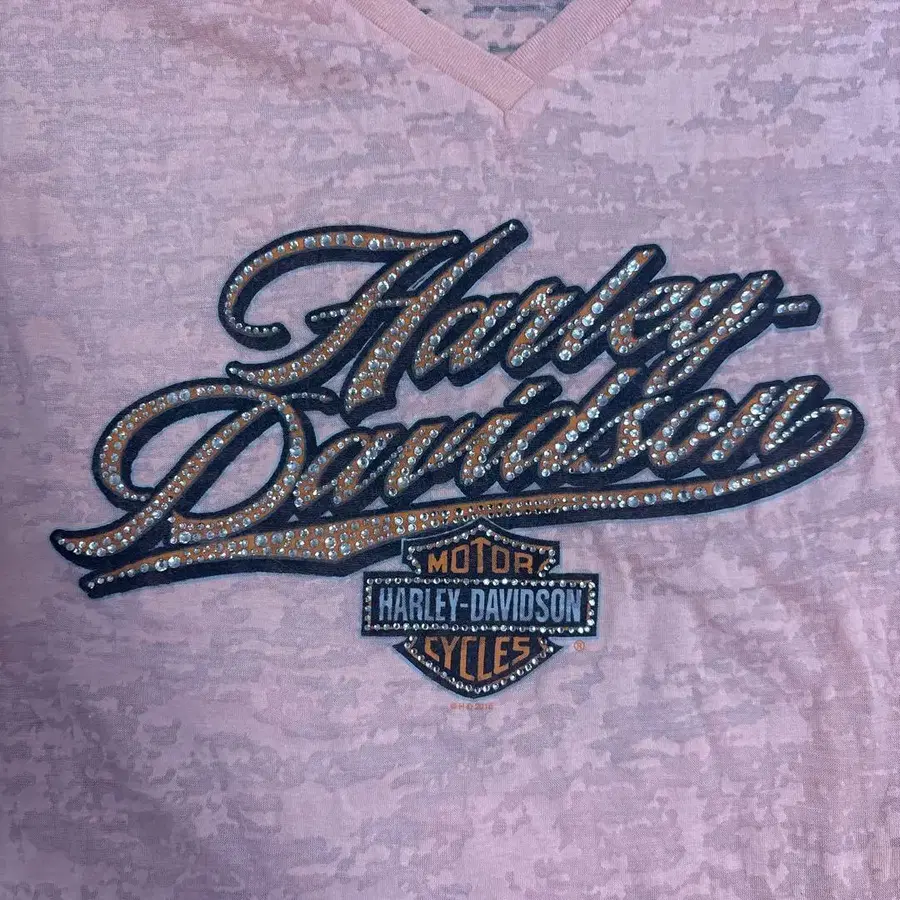 Harley-
Davidson
MOTOR
HARLEY-DAVIDSON
CYCLES
®